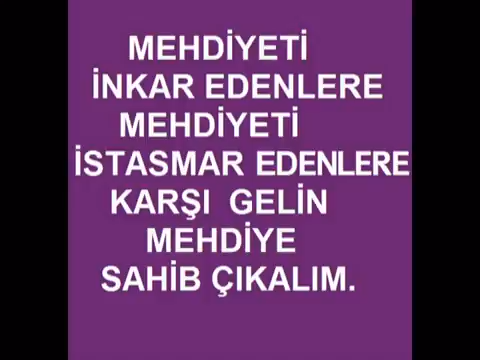 MEHDİYETİ
İNKAR EDENLERE
MEHDİYETİ
İSTASMAR EDENLERE
KARŞI GELİN
MEHDİYE
SAHİB ÇIKALIM.